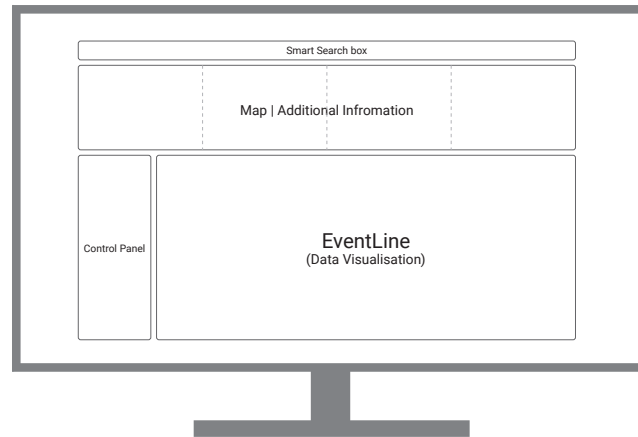 Smart Search box
Map | Additional Infromation
Control Panel
EventLine
(Data Visualisation)